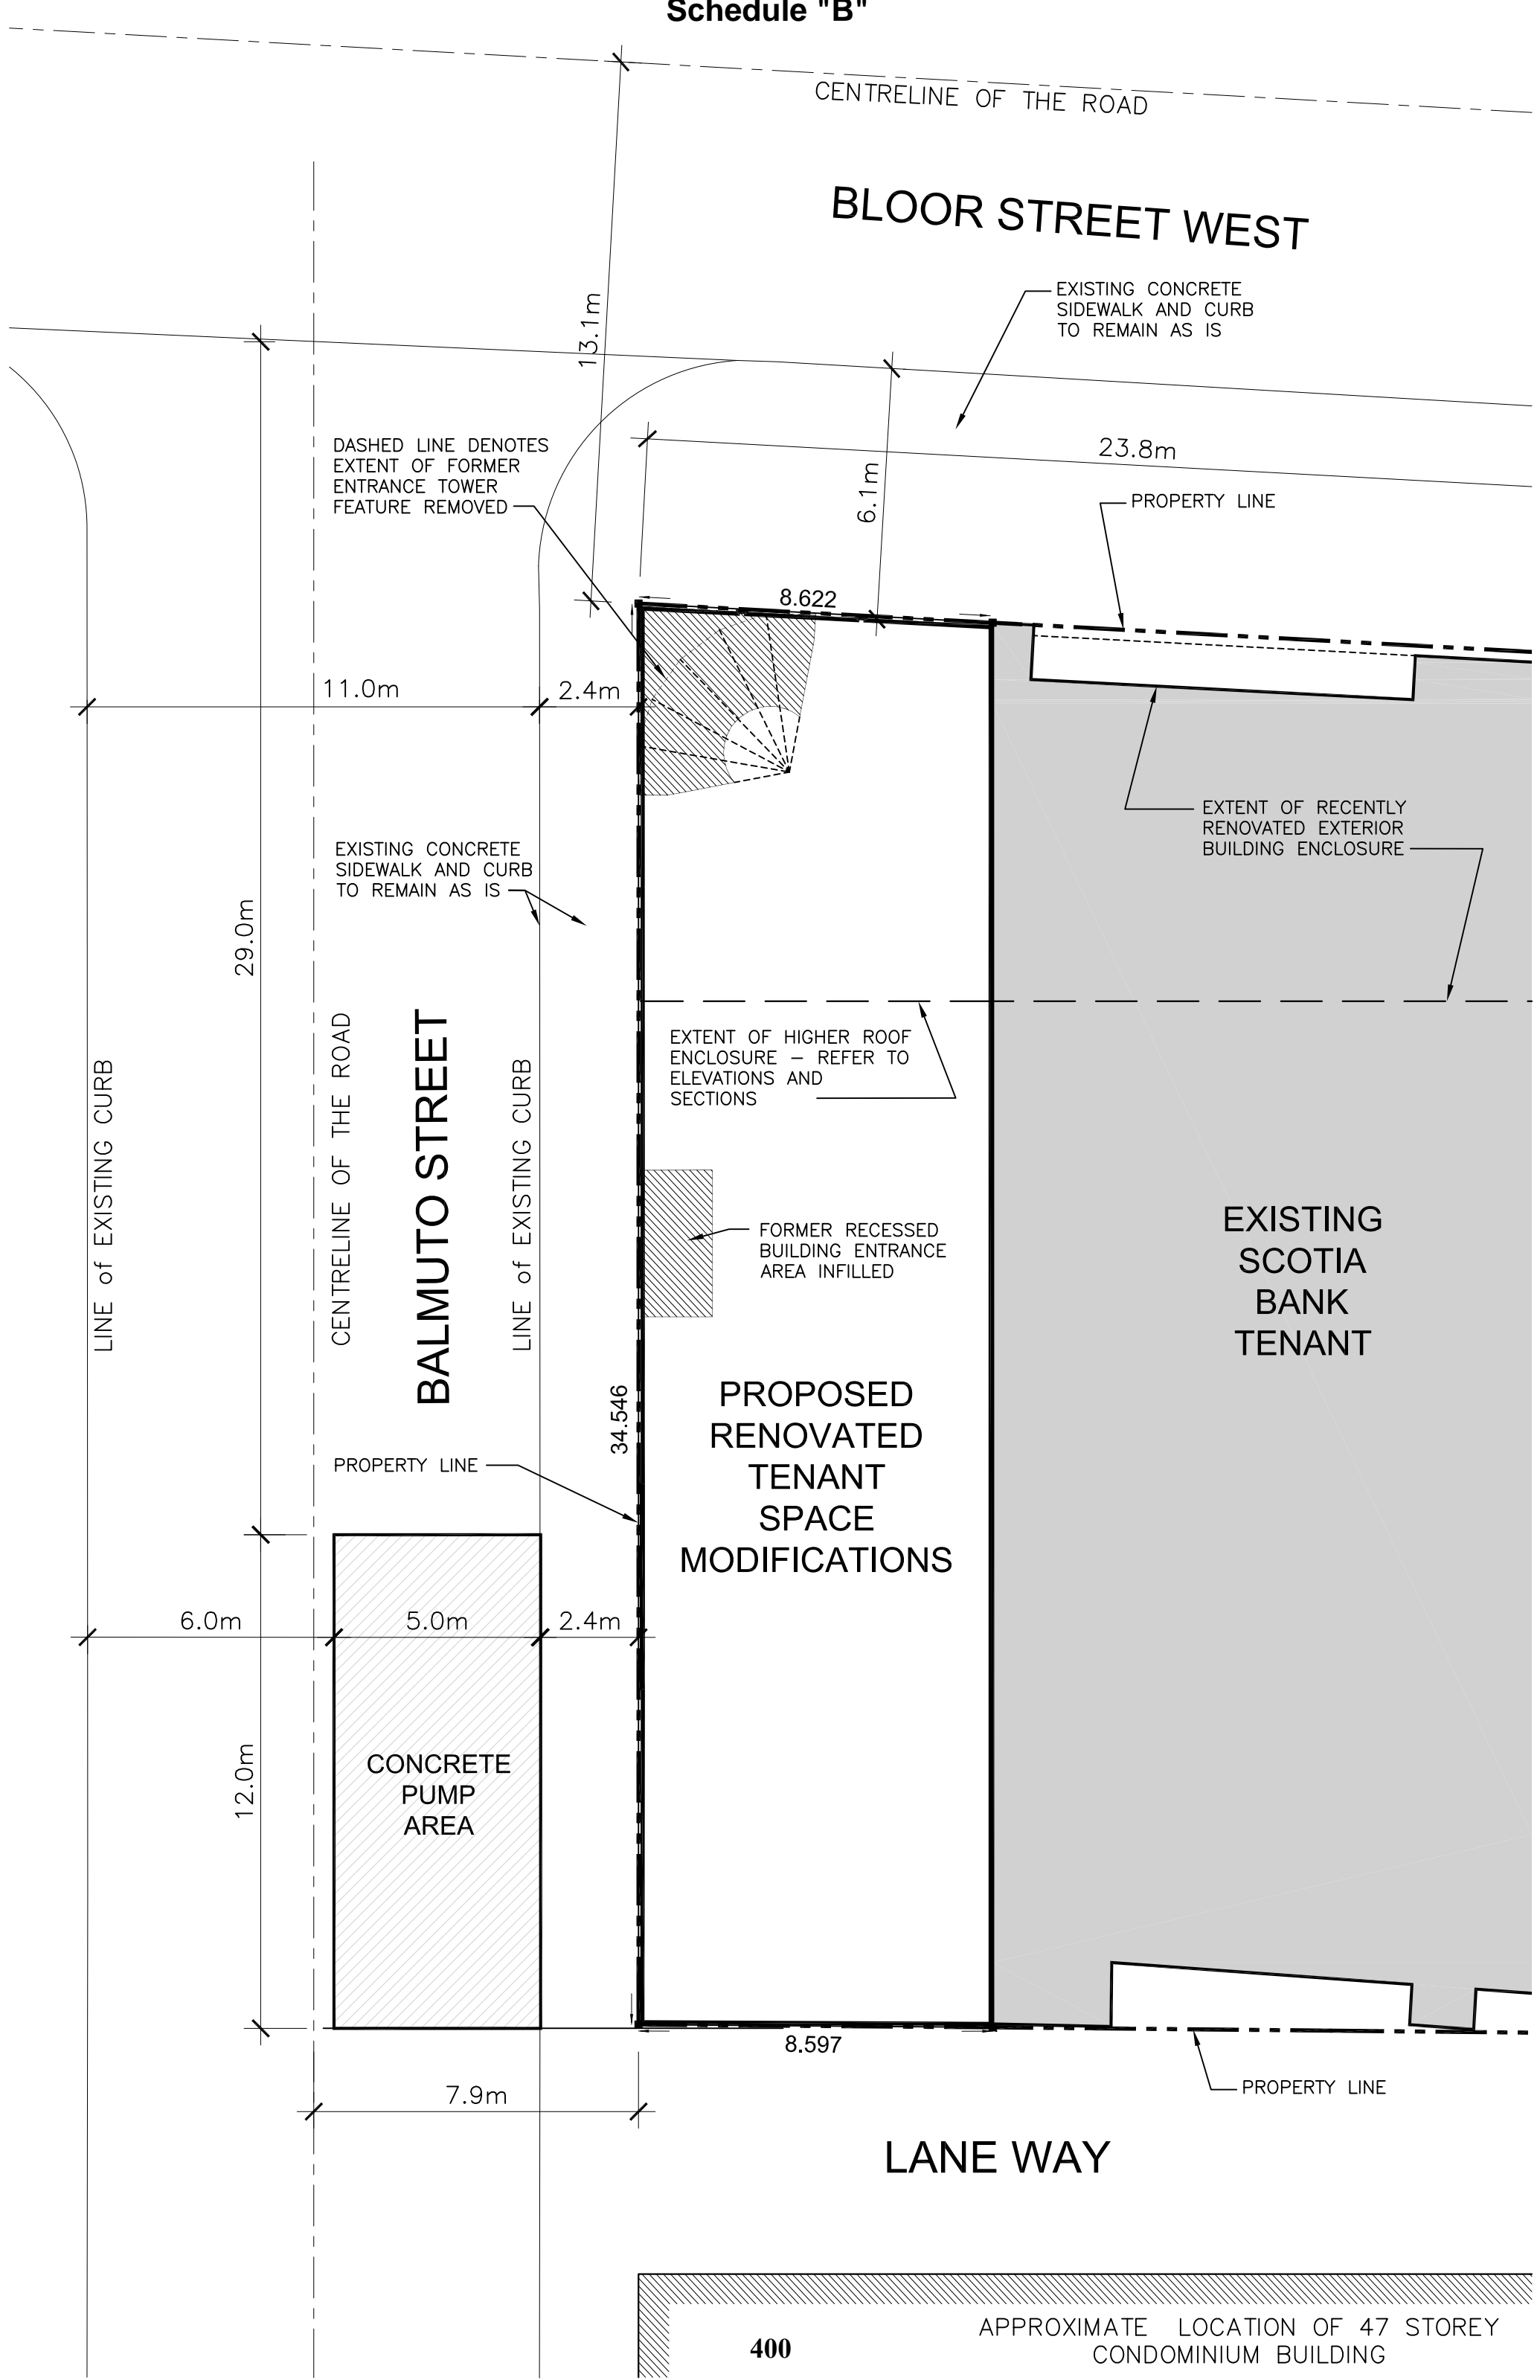 Schedule "B"
CENTRELINE OF THE ROAD
BLOOR STREET WEST
13.1m
EXISTING CONCRETE
SIDEWALK AND CURB
TO REMAIN AS IS
DASHED LINE DENOTES
EXTENT OF FORMER
ENTRANCE TOWER
FEATURE REMOVED
23.8m
6.1m
PROPERTY LINE
8.622
11.0m
2.4m
EXTENT OF RECENTLY
RENOVATED EXTERIOR
BUILDING ENCLOSURE
EXISTING CONCRETE
SIDEWALK AND CURB
TO REMAIN AS IS
29.0m
EXTENT OF HIGHER ROOF
ENCLOSURE – REFER TO
ELEVATIONS AND
SECTIONS
LINE of EXISTING CURB
CENTRELINE OF THE ROAD
BALMUTO STREET
LINE of EXISTING CURB
FORMER RECESSED
BUILDING ENTRANCE
AREA INFILLED
EXISTING
SCOTIA
BANK
TENANT
34.546
PROPOSED
RENOVATED
TENANT
SPACE
MODIFICATIONS
PROPERTY LINE
6.0m
5.0m
2.4m
12.0m
CONCRETE
PUMP
AREA
8.597
7.9m
PROPERTY LINE
LANE WAY
APPROXIMATE LOCATION OF 47 STOREY
CONDOMINIUM BUILDING
400